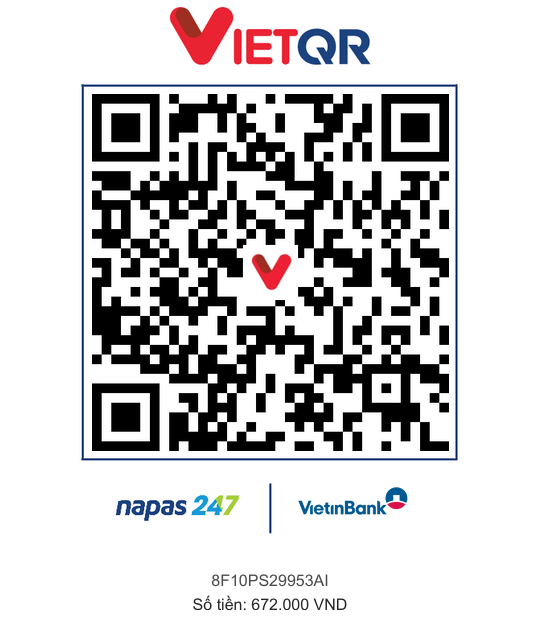 VIETQR
napas 247
VietinBank
8F10PS29953AI
Số tiền: 672.000 VND